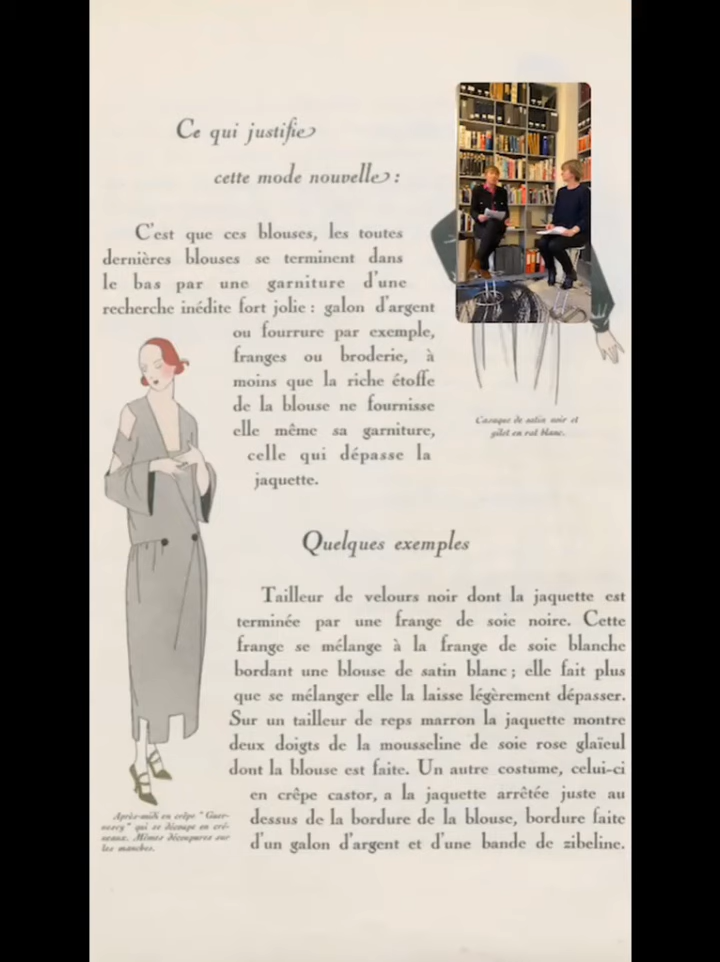 Ce qui justifie
cette mode nouvelle :
C'est que ces blouses, les toutes
dernières blouses se terminent dans
le bas par une garniture d'une
recherche inédite fort jolie : galon d'argent
ou fourrure par exemple,
franges ou broderie, à
moins que la riche étoffe
de la blouse ne fournisse
elle même sa garniture,
celle qui dépasse la
jaquette.
Casaque de satin noir et
gilet en rat blanc.
Quelques exemples
Tailleur de velours noir dont la jaquette est
terminée par une frange de soie noire. Cette
frange se mélange à la frange de soie blanche
bordant une blouse de satin blanc ; elle fait plus
que se mélanger elle la laisse légèrement dépasser.
Sur un tailleur de reps marron la jaquette montre
deux doigts de la mousseline de soie rose glaïeul
dont la blouse est faite. Un autre costume, celui-ci
en crêpe castor, a la jaquette arrêtée juste au
dessus de la bordure de la blouse, bordure faite
d'un galon d'argent et d'une bande de zibeline.
Après-midi en crêpe "Guer-
nesey" qui se découpe en cré-
neaux. Mêmes découpures sur
les manches.